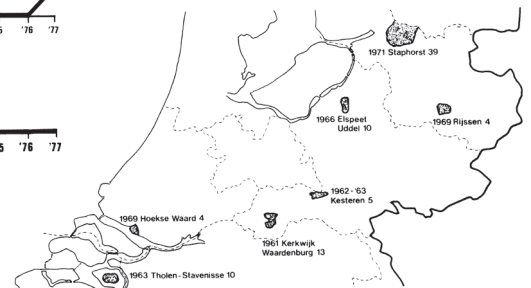 '76 '77
'76 '77
1971 Staphorst 39
1966 Elspeet
Uddel 10
1969 Rijssen 4
1962-'63
Kesteren 5
1969 Hoekse Waard 4
1961 Kerkwijk
Waardenburg 13
1963 Tholen-Stavenisse 10